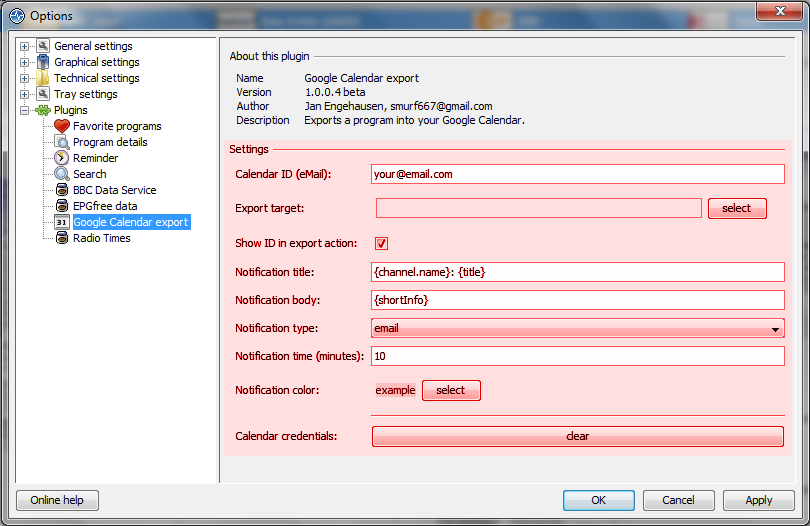 Options
General settings
Graphical settings
Technical settings
Tray settings
Plugins
Favorite programs
Program details
Reminder
Search
BBC Data Service
EPGfree data
31 Google Calendar export
Radio Times
About this plugin
Name Google Calendar export
Version 1.0.0.4 beta
Author Jan Engehausen, smurf667@gmail.com
Description Exports a program into your Google Calendar.
Settings
Calendar ID (eMail): your@email.com
Export target: select
Show ID in export action:
Notification title: {channel.name}: {title}
Notification body: {shortInfo}
Notification type: email
Notification time (minutes): 10
Notification color: example select
Calendar credentials: clear
Online help OK Cancel Apply